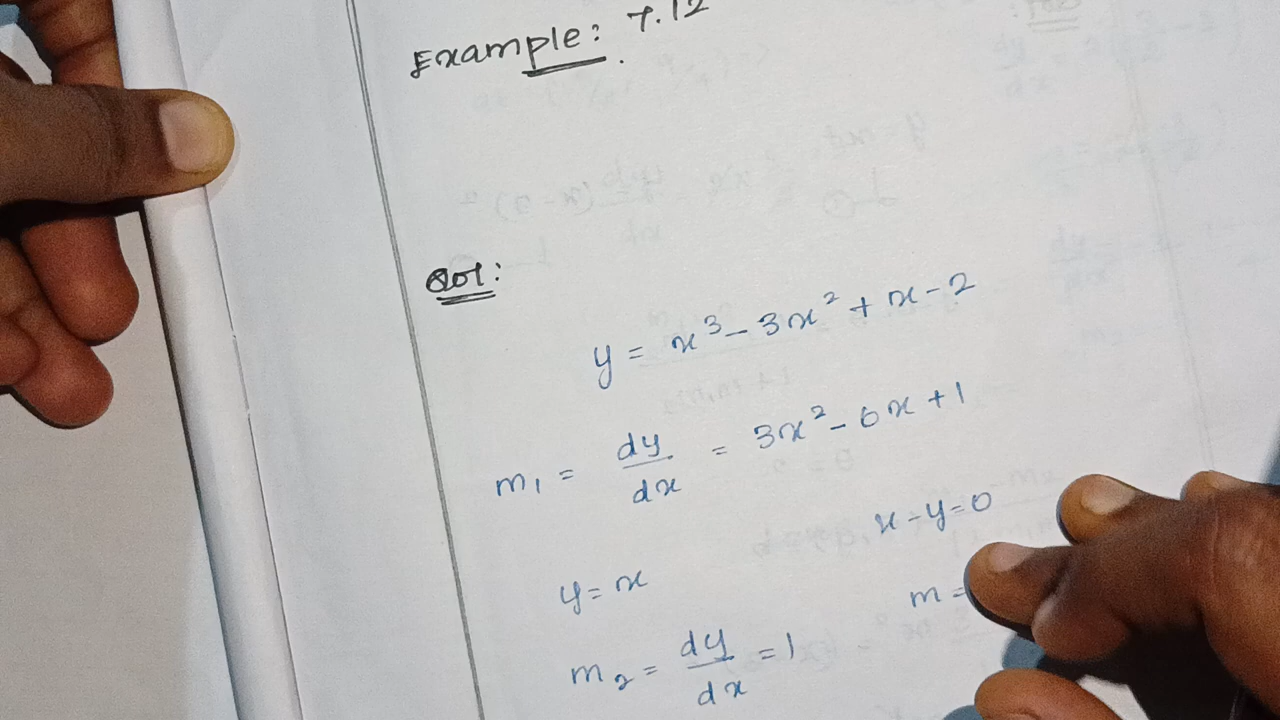 Example: 7.12
Sol:
y = x³ - 3x² + x - 2
m₁ = dy/dx = 3x² - 6x + 1
x - y = 0
y = x
m =
m₂ = dy/dx = 1